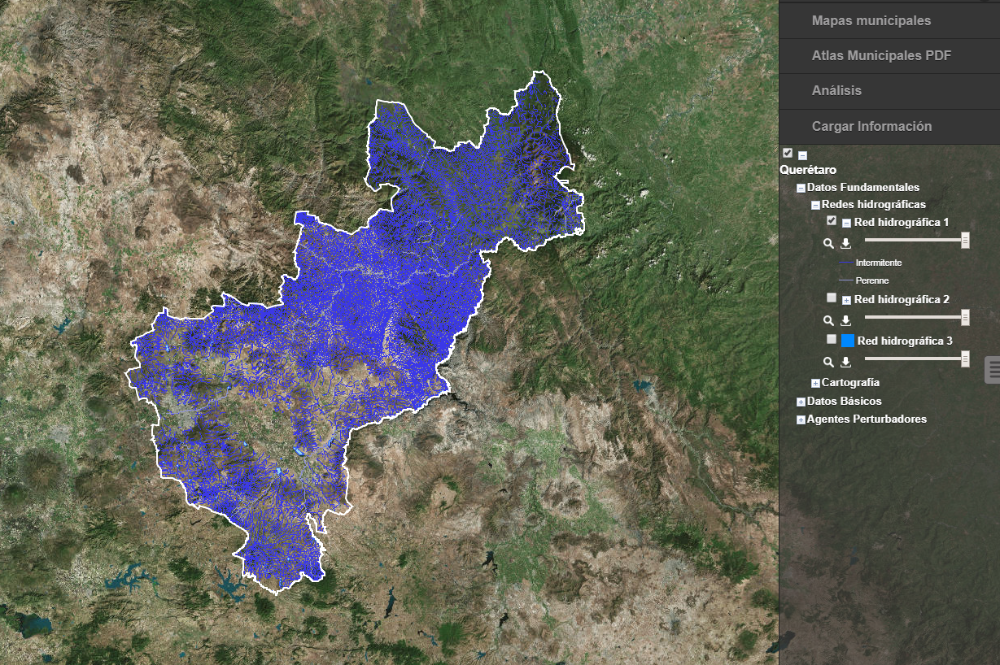 Mapas municipales
Atlas Municipales PDF
Análisis
Cargar Información
Querétaro
Datos Fundamentales
Redes hidrográficas
Red hidrográfica 1
Intermitente
Perenne
Red hidrográfica 2
Red hidrográfica 3
Cartografía
Datos Básicos
Agentes Perturbadores